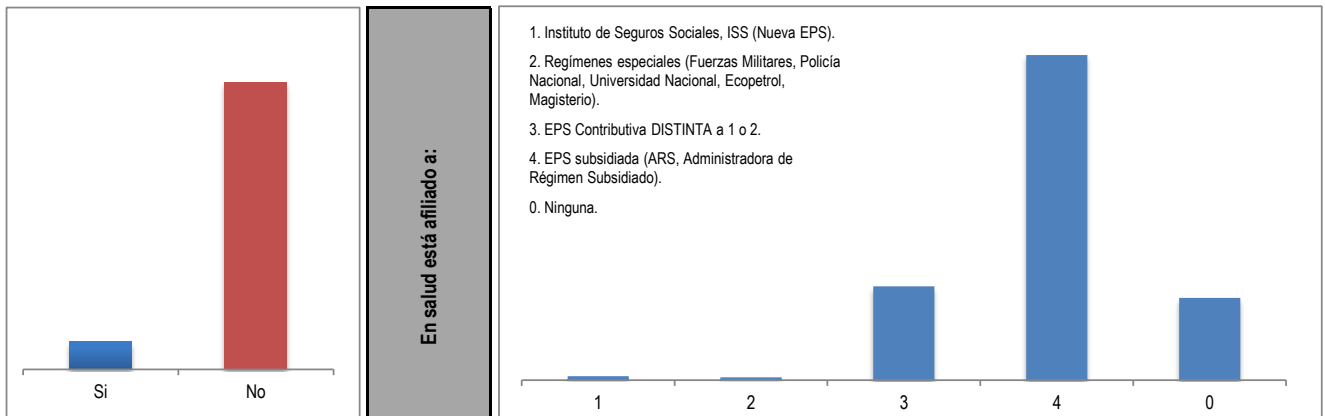 Si
No
En salud está afiliado a:
1. Instituto de Seguros Sociales, ISS (Nueva EPS).
2. Regímenes especiales (Fuerzas Militares, Policía
Nacional, Universidad Nacional, Ecopetrol,
Magisterio).
3. EPS Contributiva DISTINTA a 1 o 2.
4. EPS subsidiada (ARS, Administradora de
Régimen Subsidiado).
0. Ninguna.
1
2
3
4
0